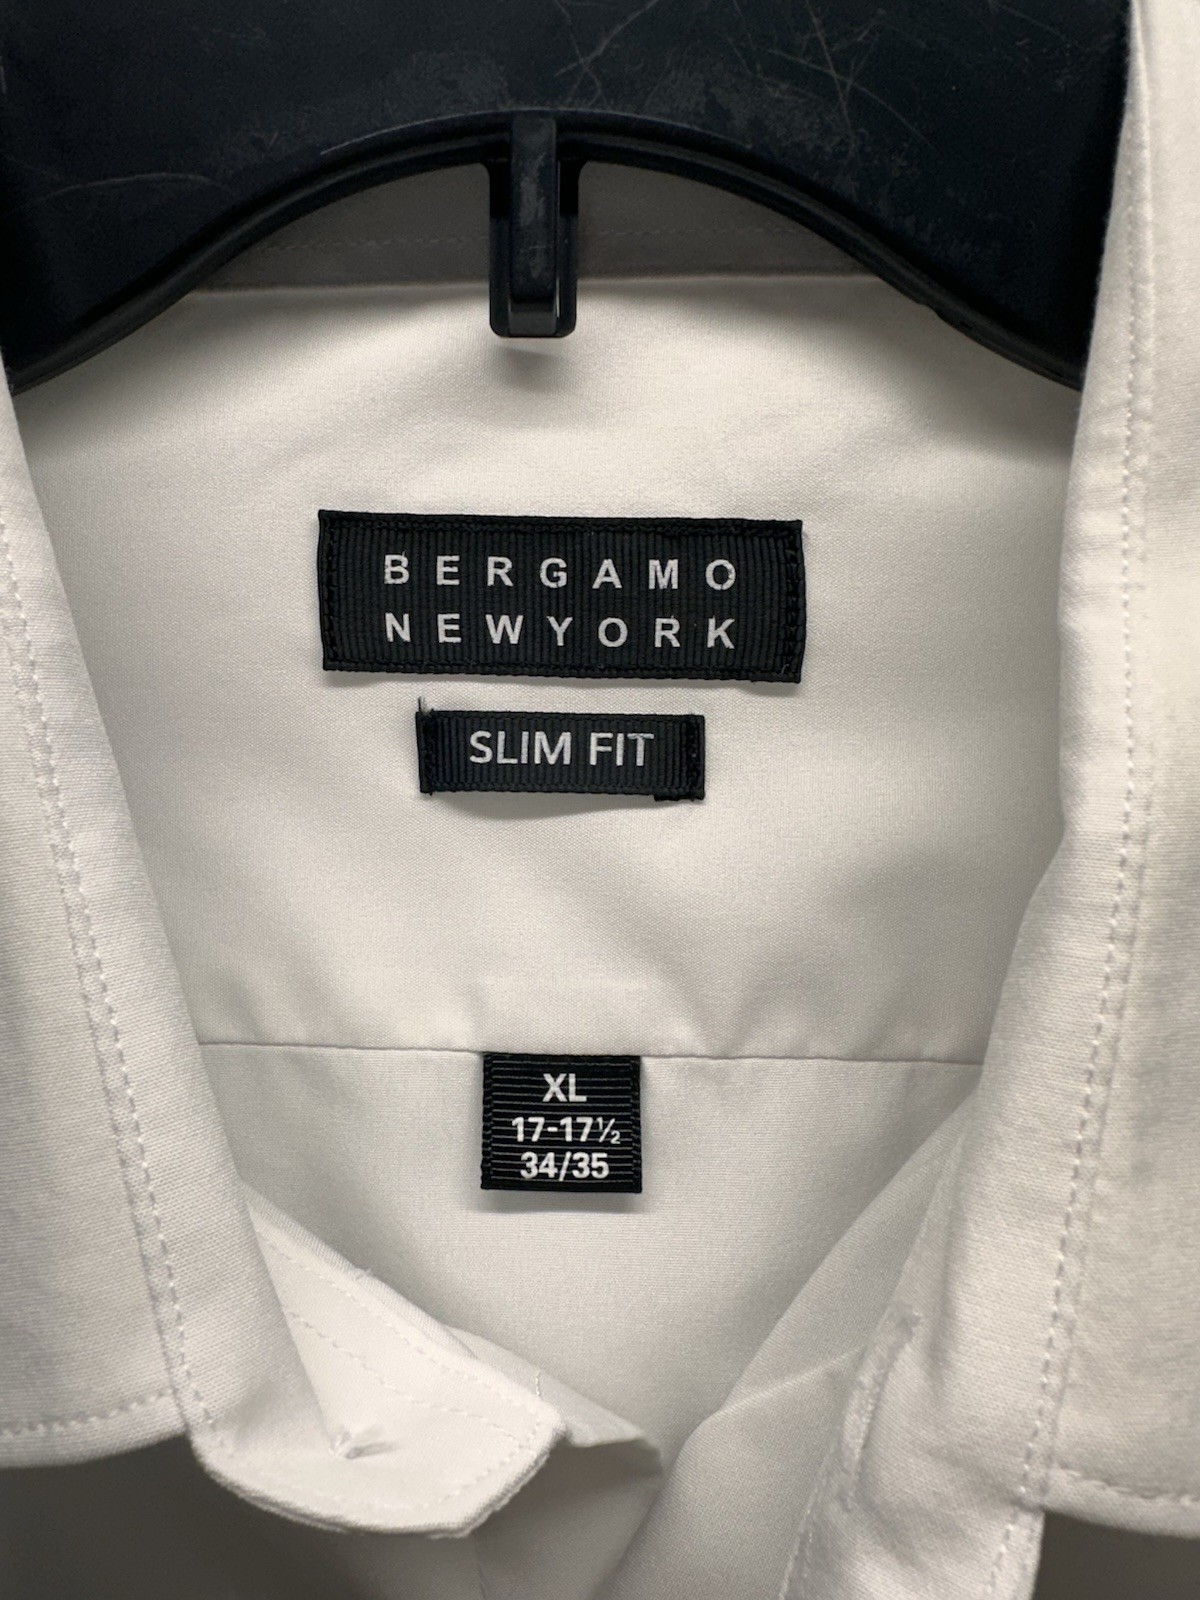 BERGAMO
NEWYORK
SLIM FIT
XL
17-17½
34/35